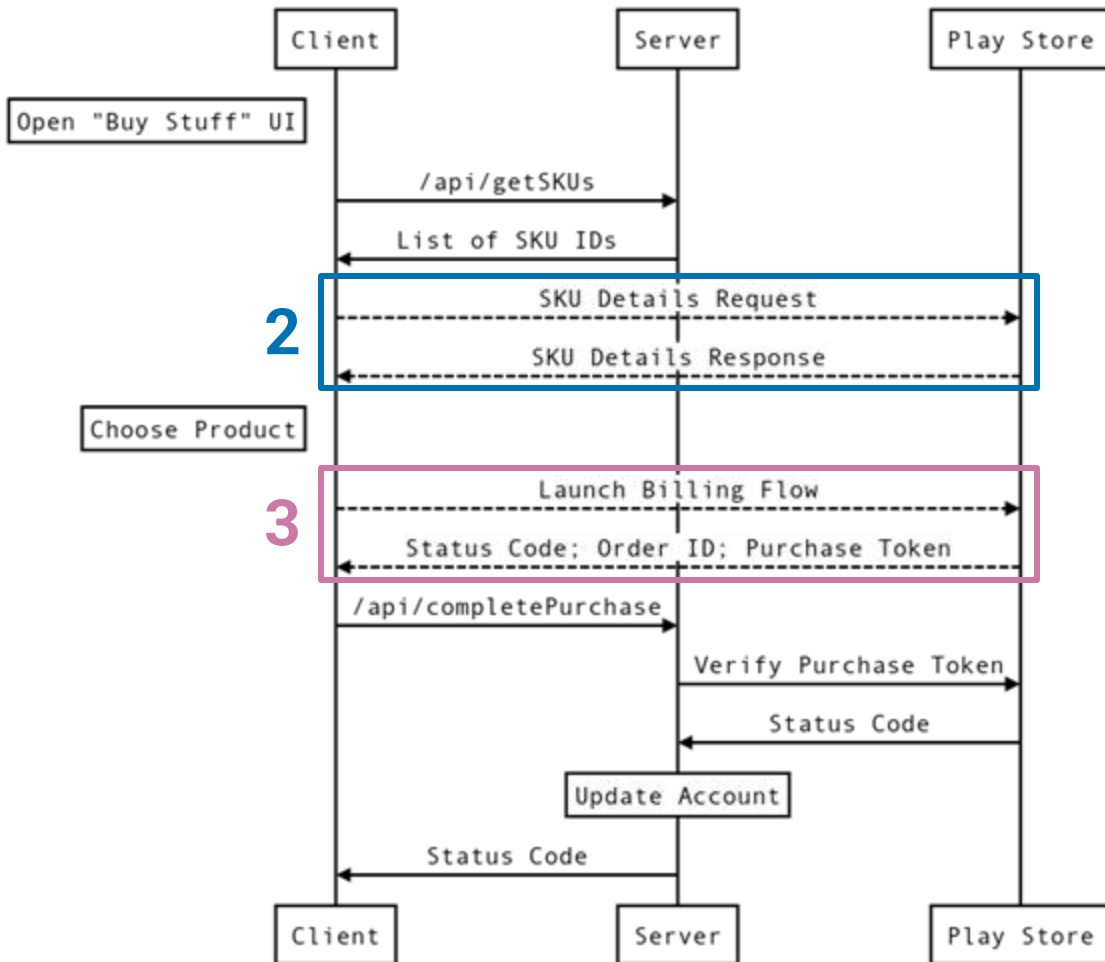 Client
Server
Play Store
Open "Buy Stuff" UI
/api/getSKUs
List of SKU IDs
2
SKU Details Request
SKU Details Response
Choose Product
3
Launch Billing Flow
Status Code; Order ID; Purchase Token
/api/completePurchase
Verify Purchase Token
Status Code
Update Account
Status Code
Client
Server
Play Store